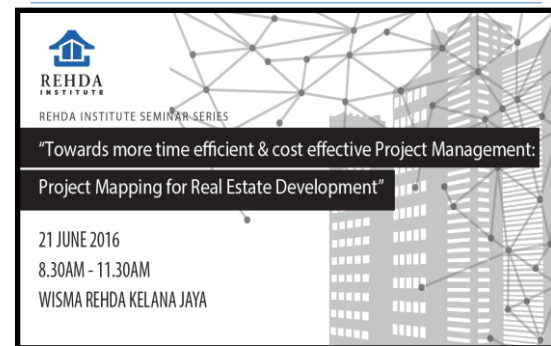 REHDA
INSTITUTE
REHDA INSTITUTE SEMINAR SERIES
“Towards more time efficient & cost effective Project Management:
Project Mapping for Real Estate Development”
21 JUNE 2016
8.30AM - 11.30AM
WISMA REHDA KELANA JAYA